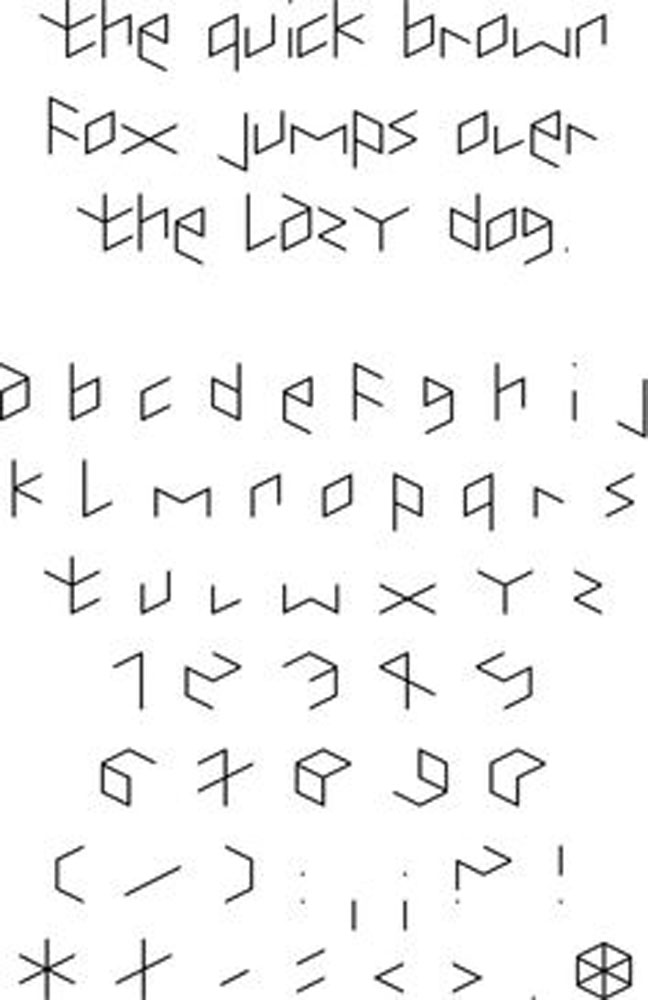 the quick brown
fox jumps over
the lazy dog.
a b c d e f g h i j
k l m n o p q r s
t u v w x y z
1 2 3 4 5
6 7 8 9 0
( / ) : , ; ? !
* + - = < > .